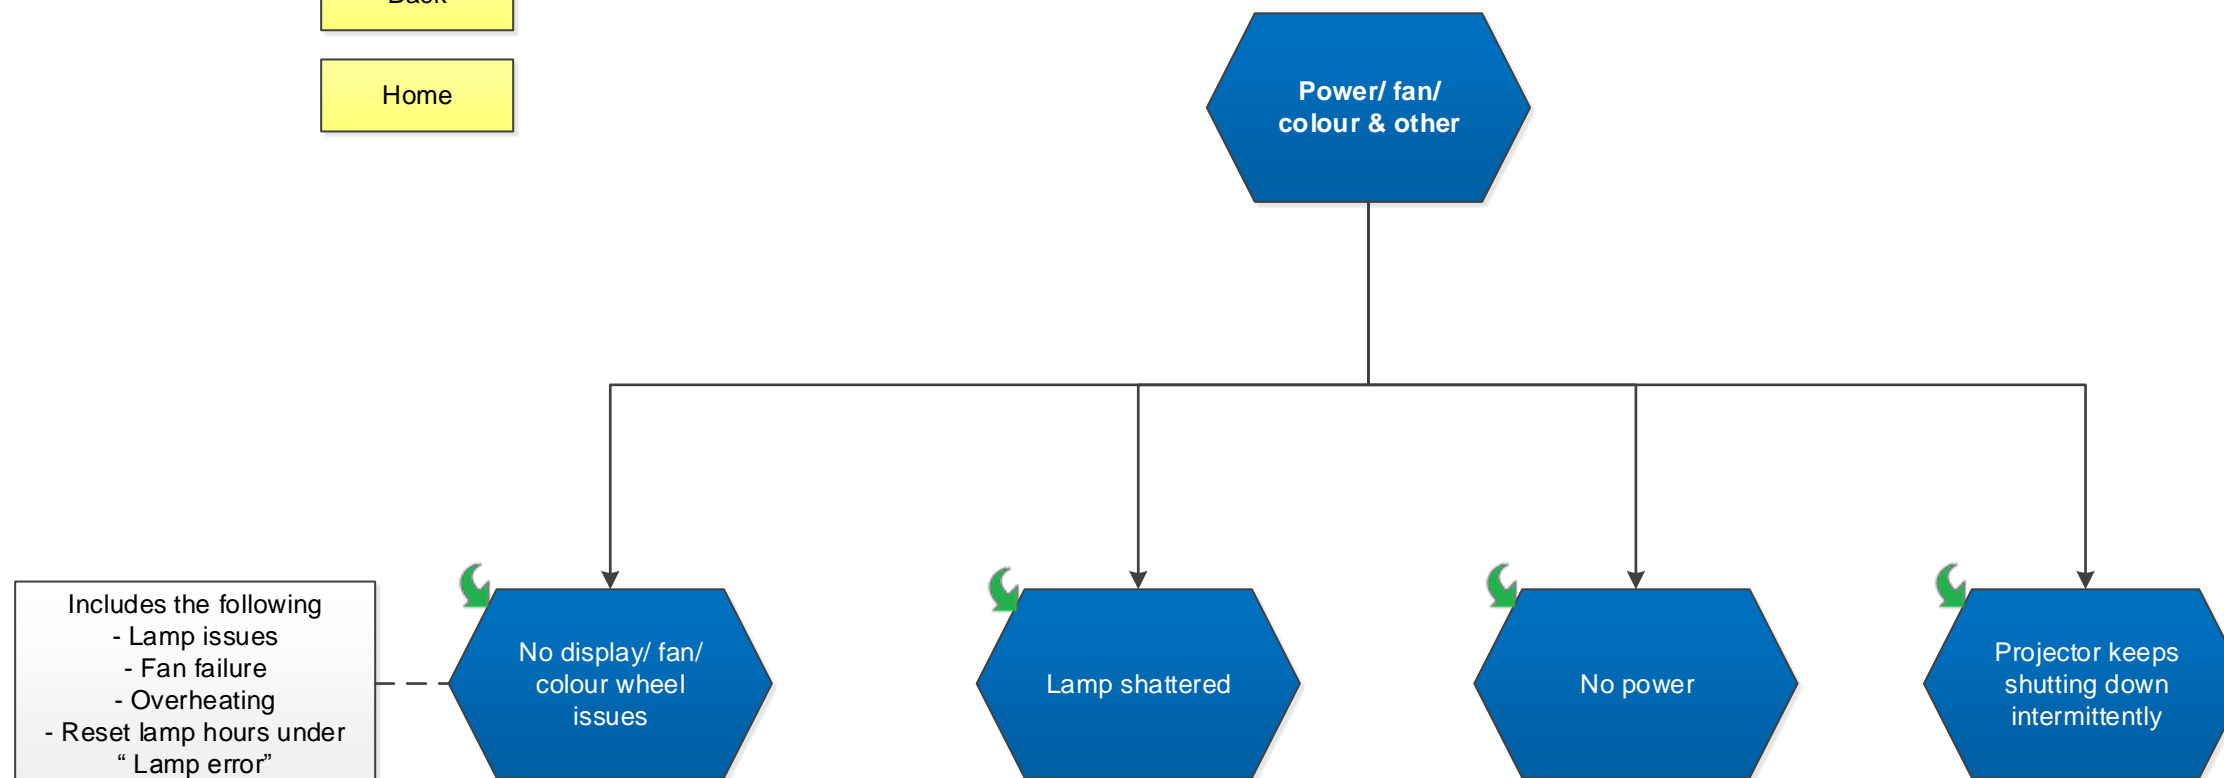 Back
Home
Power/ fan/
colour & other
Includes the following
- Lamp issues
- Fan failure
- Overheating
- Reset lamp hours under
“ Lamp error”
No display/ fan/
colour wheel
issues
Lamp shattered
No power
Projector keeps
shutting down
intermittently